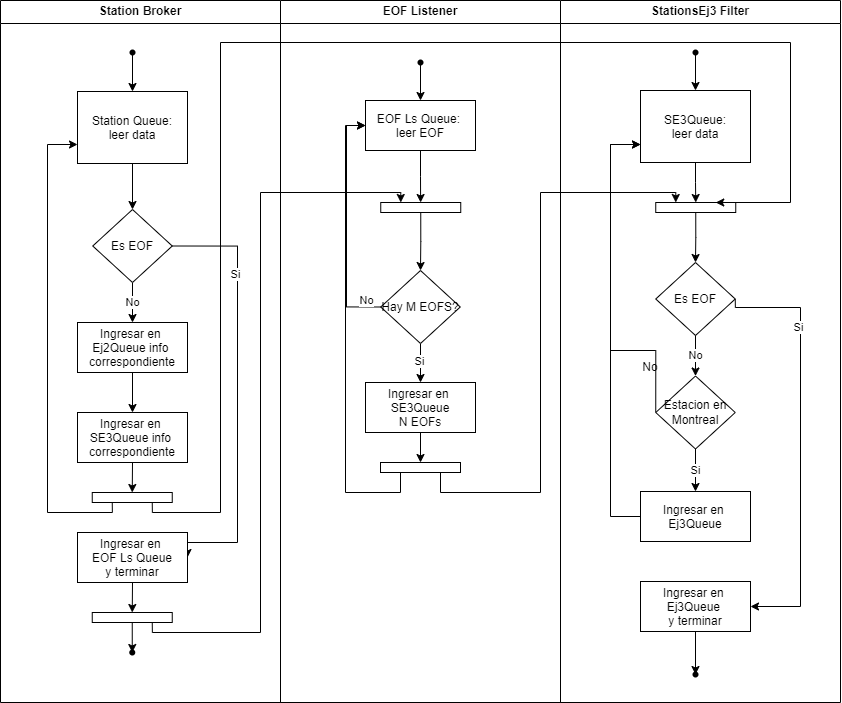 Station Broker
EOF Listener
StationsEj3 Filter
Station Queue:
leer data
Es EOF
Si
No
Ingresar en
Ej2Queue info
correspondiente
Ingresar en
SE3Queue info
correspondiente
Ingresar en
EOF Ls Queue
y terminar
EOF Ls Queue:
leer EOF
No
Hay M EOFS?
Si
Ingresar en
SE3Queue
N EOFs
SE3Queue:
leer data
Es EOF
Si
No
No
Estacion en
Montreal
Si
Ingresar en
Ej3Queue
Ingresar en
Ej3Queue
y terminar